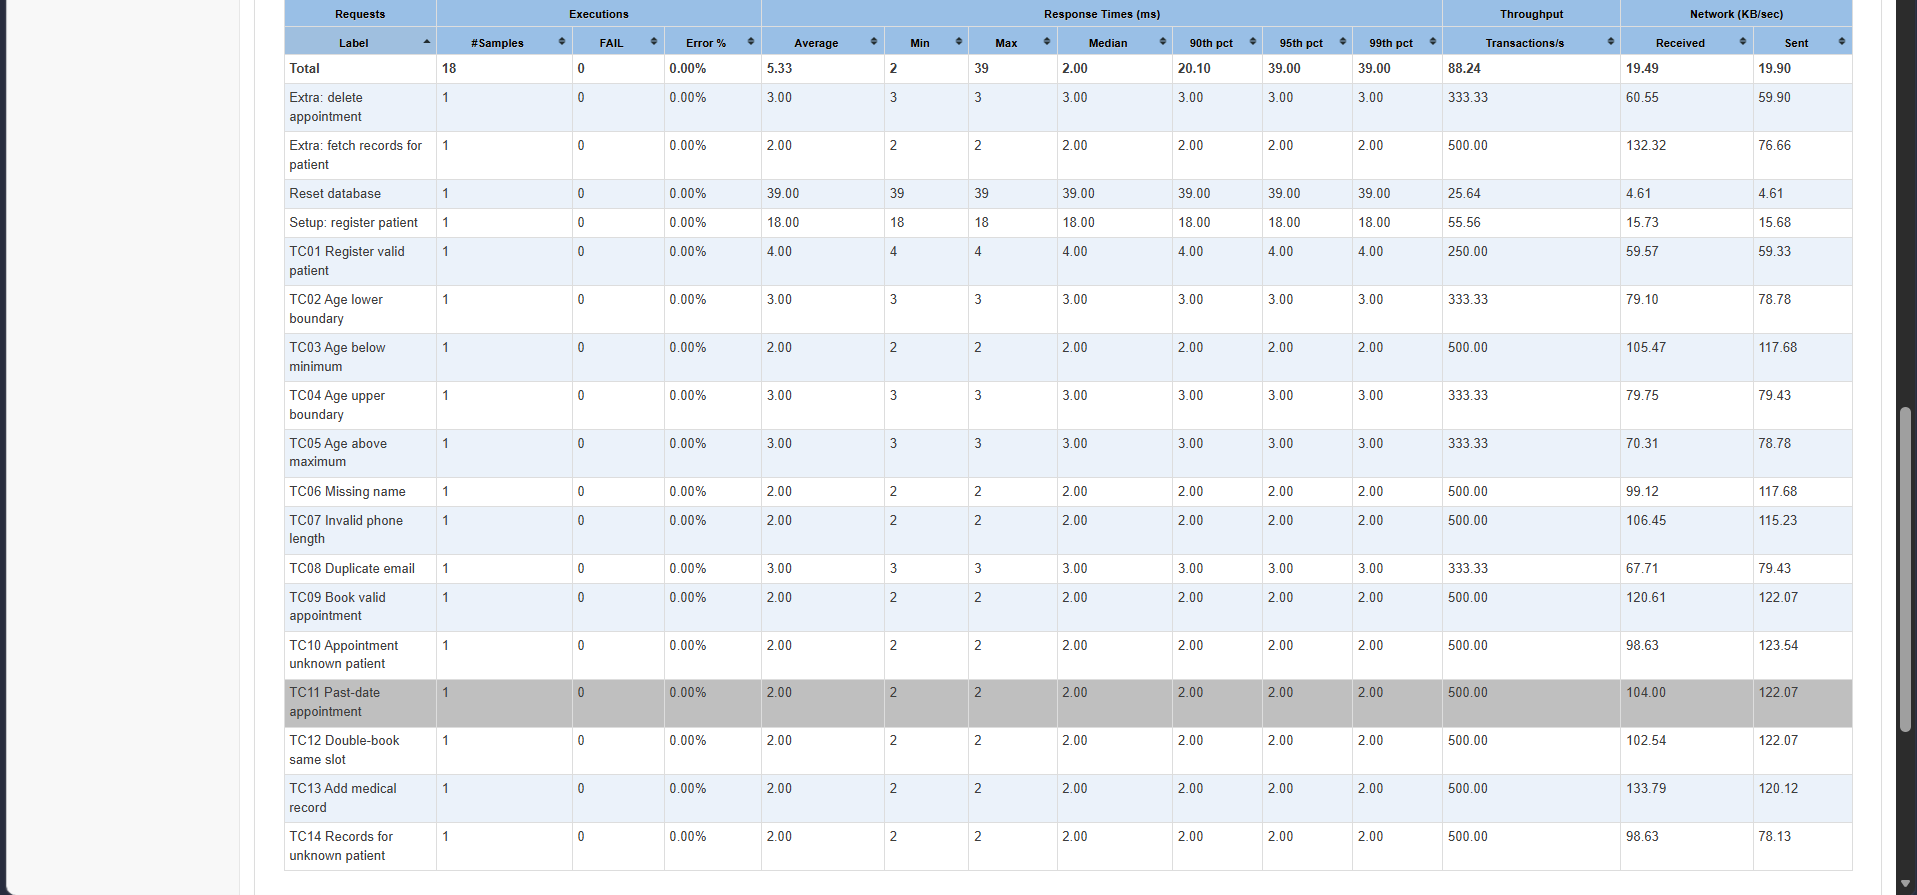 Requests Executions Response Times (ms) Throughput Network (KB/sec)
Label #Samples FAIL Error % Average Min Max Median 90th pct 95th pct 99th pct Transactions/s Received Sent
Total 18 0 0.00% 5.33 2 39 2.00 20.10 39.00 39.00 88.24 19.49 19.90
Extra: delete 1 0 0.00% 3.00 3 3 3.00 3.00 3.00 3.00 333.33 60.55 59.90
appointment
Extra: fetch records for 1 0 0.00% 2.00 2 2 2.00 2.00 2.00 2.00 500.00 132.32 76.66
patient
Reset database 1 0 0.00% 39.00 39 39 39.00 39.00 39.00 39.00 25.64 4.61 4.61
Setup: register patient 1 0 0.00% 18.00 18 18 18.00 18.00 18.00 18.00 55.56 15.73 15.68
TC01 Register valid 1 0 0.00% 4.00 4 4 4.00 4.00 4.00 4.00 250.00 59.57 59.33
patient
TC02 Age lower 1 0 0.00% 3.00 3 3 3.00 3.00 3.00 3.00 333.33 79.10 78.78
boundary
TC03 Age below 1 0 0.00% 2.00 2 2 2.00 2.00 2.00 2.00 500.00 105.47 117.68
minimum
TC04 Age upper 1 0 0.00% 3.00 3 3 3.00 3.00 3.00 3.00 333.33 79.75 79.43
boundary
TC05 Age above 1 0 0.00% 3.00 3 3 3.00 3.00 3.00 3.00 333.33 70.31 78.78
maximum
TC06 Missing name 1 0 0.00% 2.00 2 2 2.00 2.00 2.00 2.00 500.00 99.12 117.68
TC07 Invalid phone 1 0 0.00% 2.00 2 2 2.00 2.00 2.00 2.00 500.00 106.45 115.23
length
TC08 Duplicate email 1 0 0.00% 3.00 3 3 3.00 3.00 3.00 3.00 333.33 67.71 79.43
TC09 Book valid 1 0 0.00% 2.00 2 2 2.00 2.00 2.00 2.00 500.00 120.61 122.07
appointment
TC10 Appointment 1 0 0.00% 2.00 2 2 2.00 2.00 2.00 2.00 500.00 98.63 123.54
unknown patient
TC11 Past-date 1 0 0.00% 2.00 2 2 2.00 2.00 2.00 2.00 500.00 104.00 122.07
appointment
TC12 Double-book 1 0 0.00% 2.00 2 2 2.00 2.00 2.00 2.00 500.00 102.54 122.07
same slot
TC13 Add medical 1 0 0.00% 2.00 2 2 2.00 2.00 2.00 2.00 500.00 133.79 120.12
record
TC14 Records for 1 0 0.00% 2.00 2 2 2.00 2.00 2.00 2.00 500.00 98.63 78.13
unknown patient